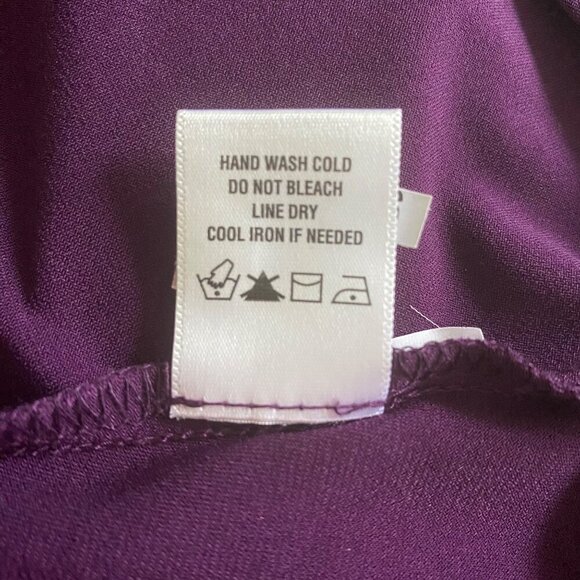 HAND WASH COLD
DO NOT BLEACH
LINE DRY
COOL IRON IF NEEDED